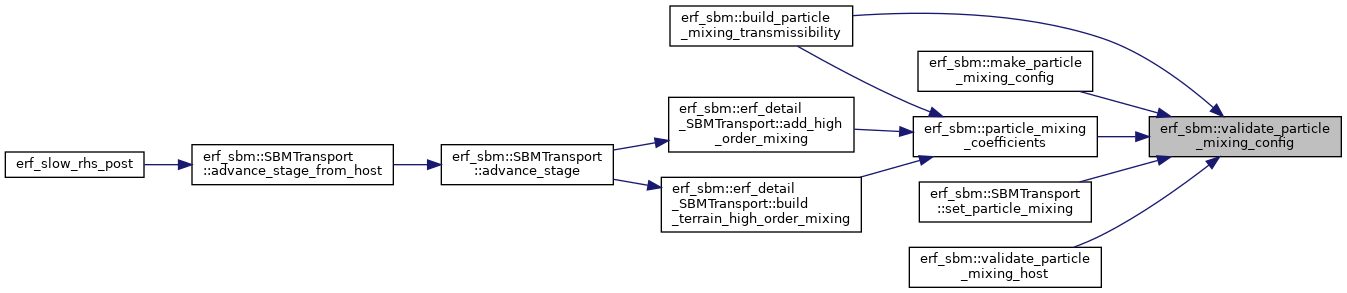 erf_sbm::build_particle
_mixing_transmissibility
erf_sbm::make_particle
_mixing_config
erf_sbm::erf_detail
_SBMTransport::add_high
_order_mixing
erf_sbm::particle_mixing
_coefficients
erf_sbm::validate_particle
_mixing_config
erf_slow_rhs_post
erf_sbm::SBMTransport
::advance_stage_from_host
erf_sbm::SBMTransport
::advance_stage
erf_sbm::erf_detail
_SBMTransport::build
_terrain_high_order_mixing
erf_sbm::SBMTransport
::set_particle_mixing
erf_sbm::validate_particle
_mixing_host